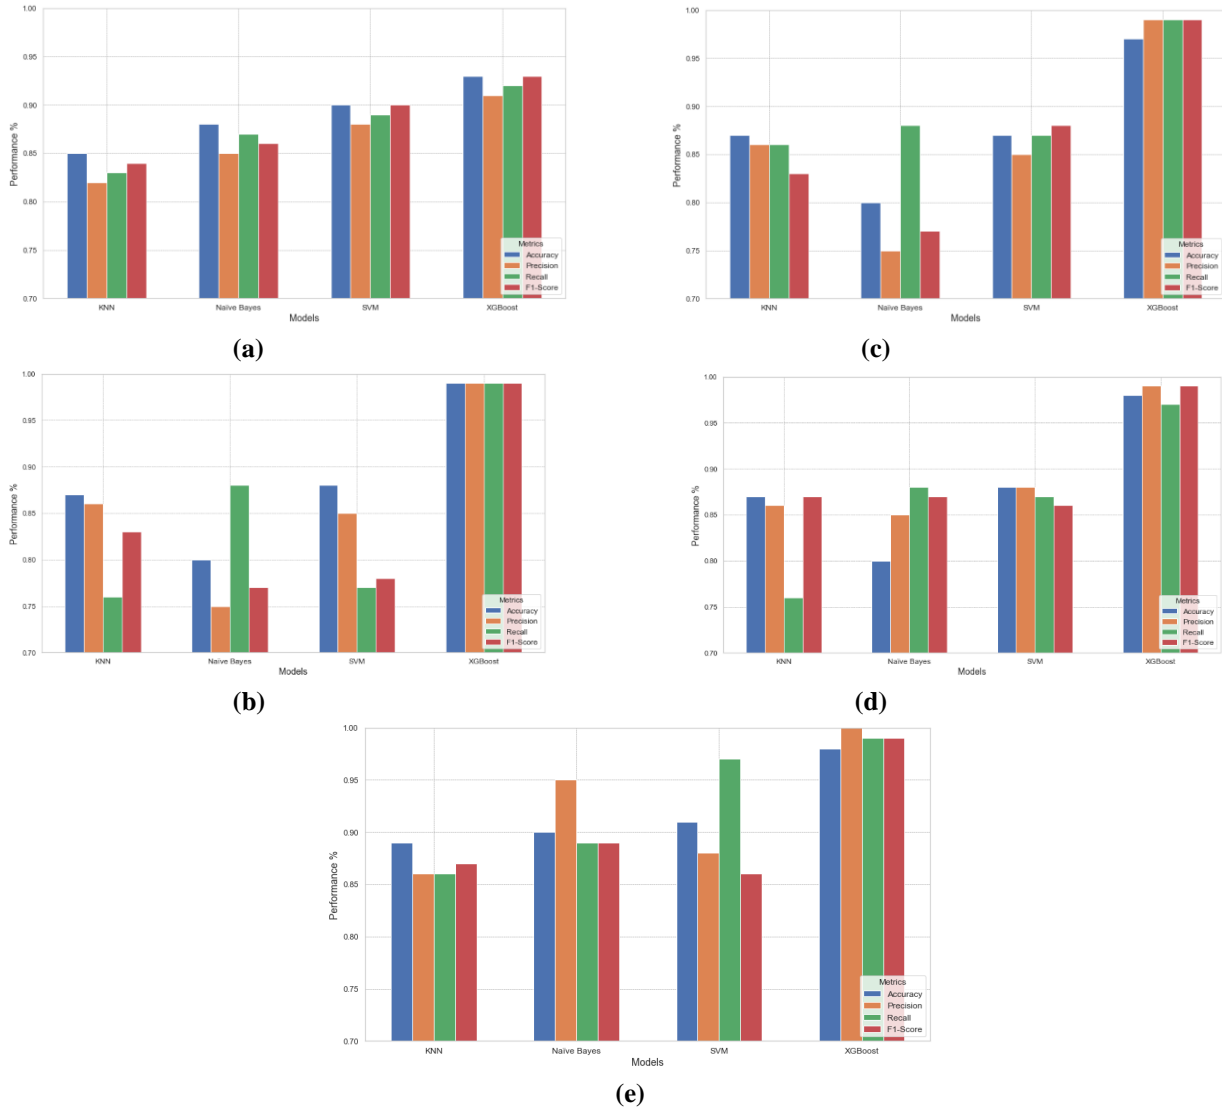 1.00
0.95
0.90
0.85
0.80
0.75
0.70
Performance %
KNN
Naïve Bayes
SVM
XGBoost
Models
Metrics
Accuracy
Precision
Recall
F1-Score
(a)
1.00
0.95
0.90
0.85
0.80
0.75
0.70
Performance %
KNN
Naïve Bayes
SVM
XGBoost
Models
Metrics
Accuracy
Precision
Recall
F1-Score
(c)
1.00
0.95
0.90
0.85
0.80
0.75
0.70
Performance %
KNN
Naïve Bayes
SVM
XGBoost
Models
Metrics
Accuracy
Precision
Recall
F1-Score
(b)
1.00
0.95
0.90
0.85
0.80
0.75
0.70
Performance %
KNN
Naïve Bayes
SVM
XGBoost
Models
Metrics
Accuracy
Precision
Recall
F1-Score
(d)
1.00
0.95
0.90
0.85
0.80
0.75
0.70
Performance %
KNN
Naïve Bayes
SVM
XGBoost
Models
Metrics
Accuracy
Precision
Recall
F1-Score
(e)